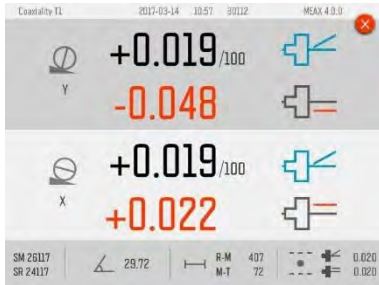 Coaxiality T1 2017-03-14 10:57 30112 MEAX 4.0.0
+0.019/100
Y
-0.048
+0.019/100
X
+0.022
SM 26117 29.72 R-M 407 0.020
SR 24117 M-T 72 0.020